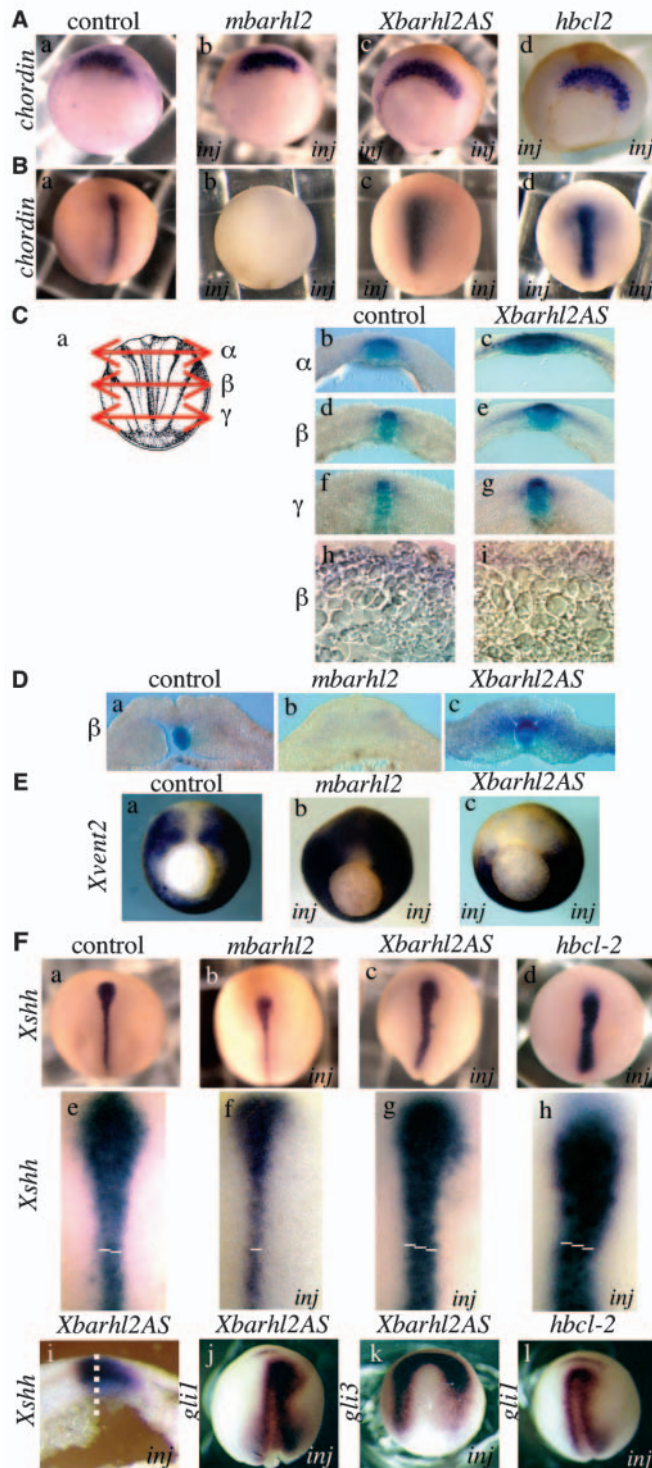 A control mbarhl2 Xbarhl2AS hbcl2
chordin a b c d
inj inj inj inj inj inj
B
chordin a b c d
inj inj inj inj inj inj
C control Xbarhl2AS
a α β γ
α b c
β d e
γ f g
β h i
D control mbarhl2 Xbarhl2AS
β a b c
E control mbarhl2 Xbarhl2AS
Xvent2 a b c
inj inj inj inj
F control mbarhl2 Xbarhl2AS hbcl-2
Xshh a b c d
inj inj inj
Xshh e f g h
inj inj inj
Xbarhl2AS Xbarhl2AS Xbarhl2AS hbcl-2
Xshh i gli1 j gli3 k gli1 l
inj inj inj inj